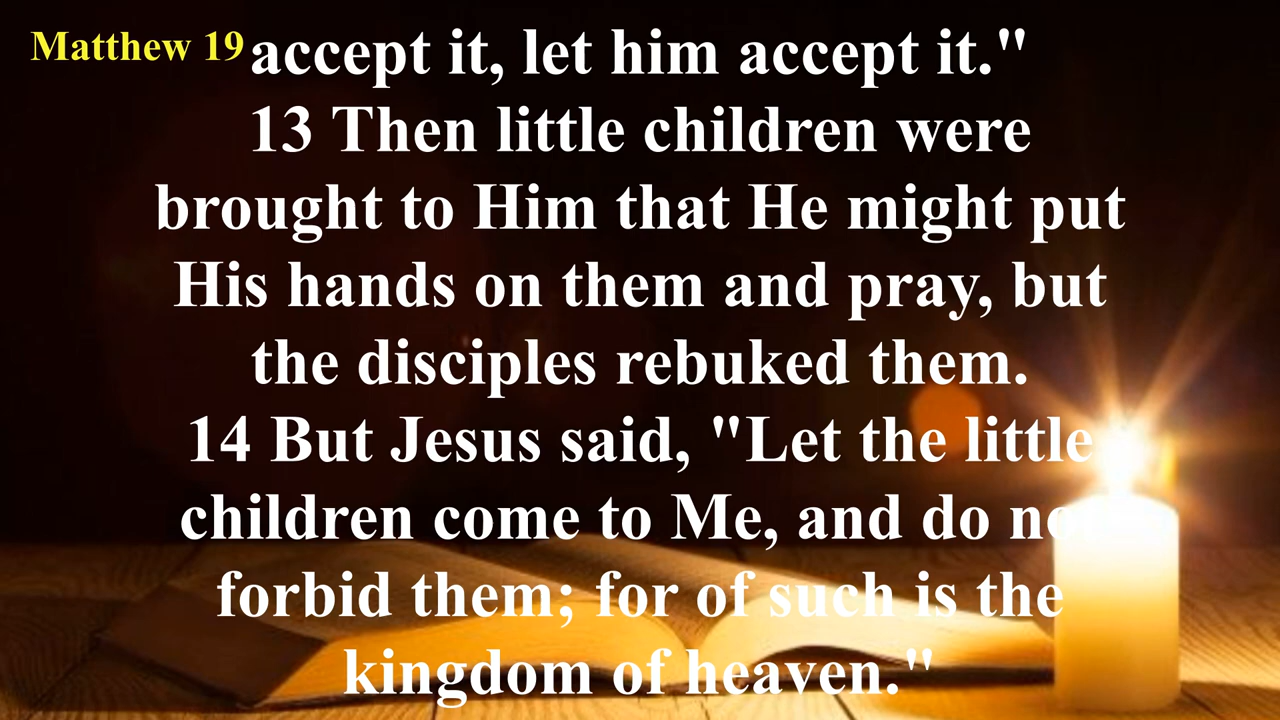 Matthew 19
accept it, let him accept it."
13 Then little children were
brought to Him that He might put
His hands on them and pray, but
the disciples rebuked them.
14 But Jesus said, "Let the little
children come to Me, and do not
forbid them; for of such is the
kingdom of heaven."